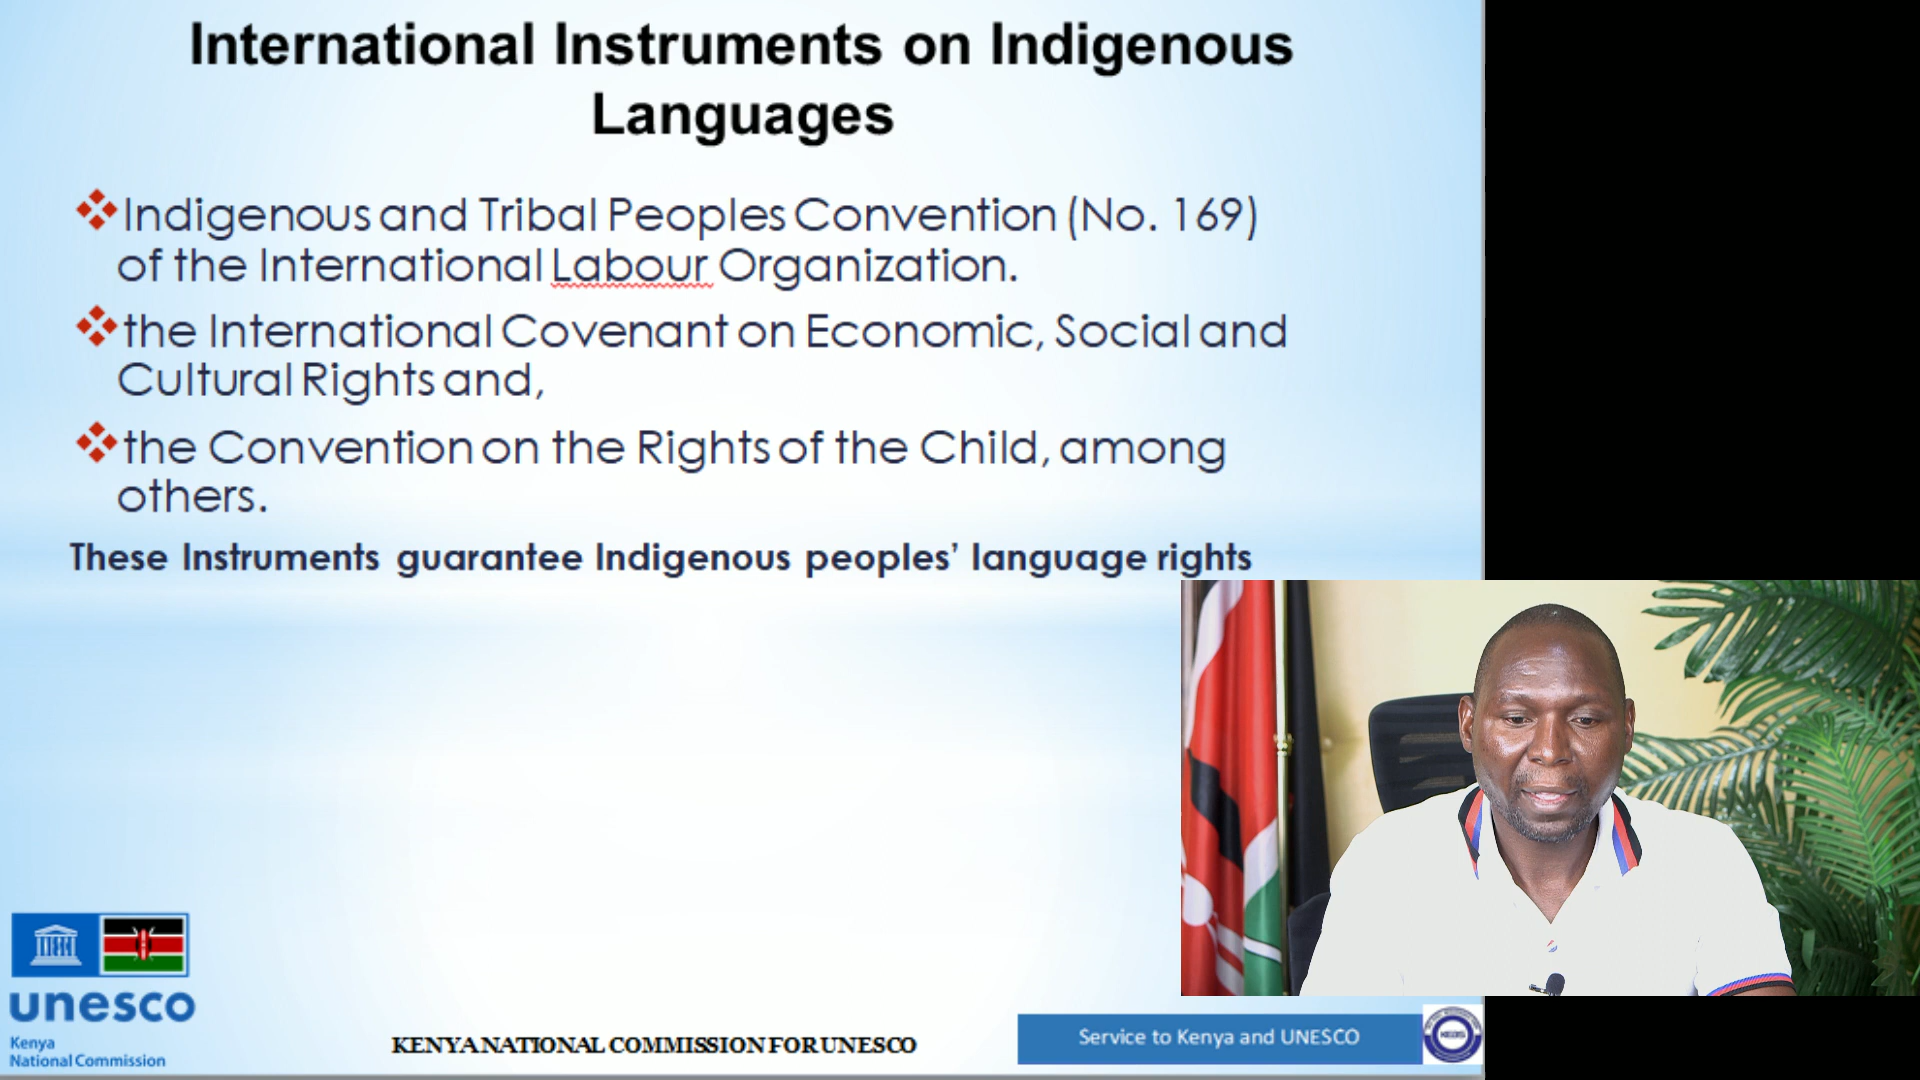 International Instruments on Indigenous
Languages
Indigenous and Tribal Peoples Convention (No. 169)
of the International Labour Organization.
the International Covenant on Economic, Social and
Cultural Rights and,
the Convention on the Rights of the Child, among
others.
These Instruments guarantee Indigenous peoples’ language rights
unesco
Kenya
National Commission
KENYA NATIONAL COMMISSION FOR UNESCO
Service to Kenya and UNESCO